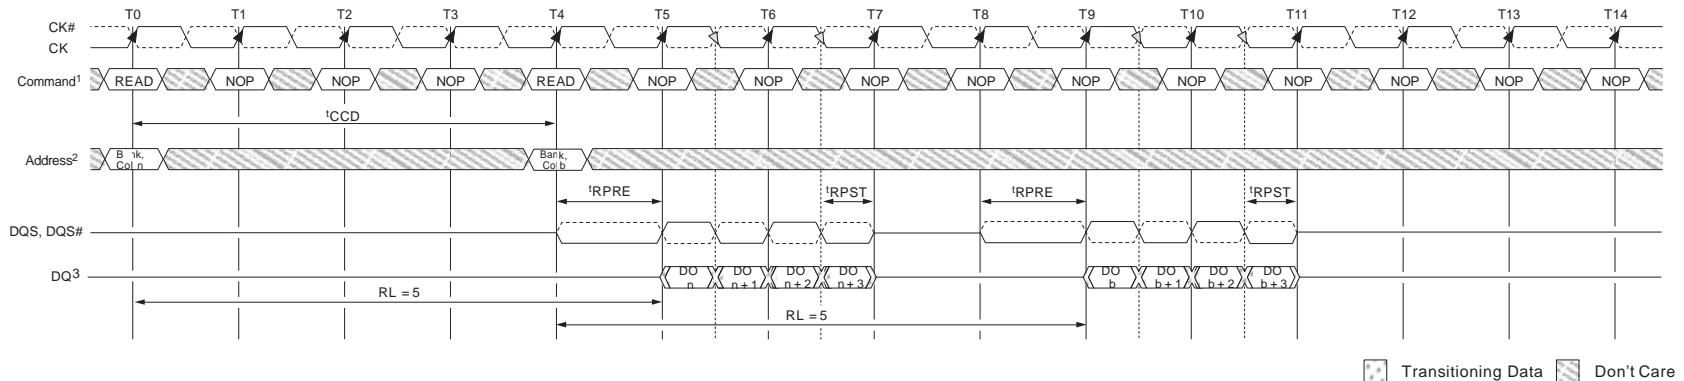 T0 T1 T2 T3 T4 T5 T6 T7 T8 T9 T10 T11 T12 T13 T14
CK#
CK
Command1 READ NOP NOP NOP READ NOP NOP NOP NOP NOP NOP NOP NOP NOP NOP
tCCD
Address2 Bank, Col n Bank, Col b
tRPRE tRPST tRPRE tRPST
DQS, DQS#
DQ3 DO n DO n + 1 DO n + 2 DO n + 3 DO b DO b + 1 DO b + 2 DO b + 3
RL = 5
RL = 5
Transitioning Data Don't Care